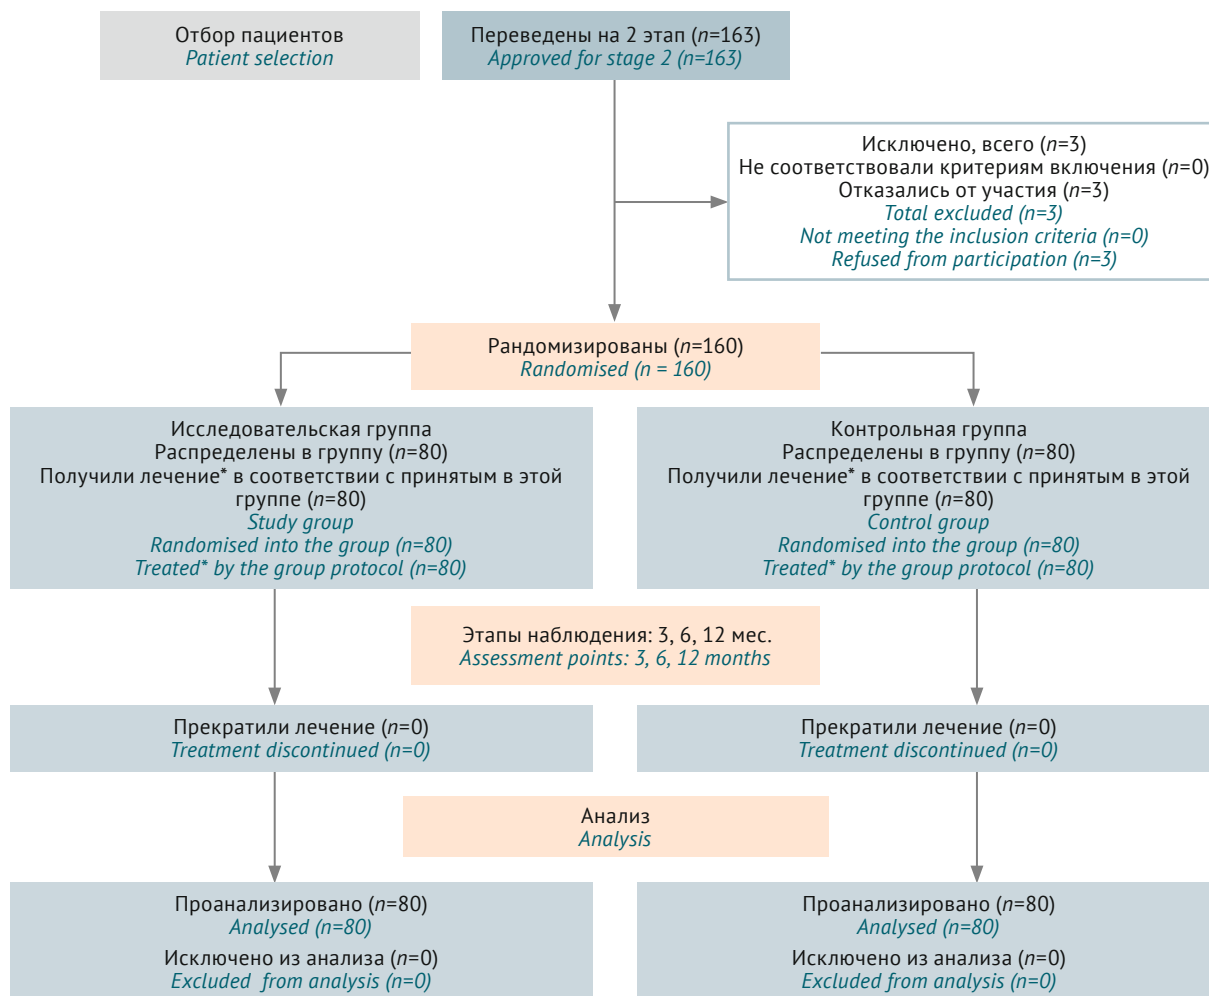 Отбор пациентов
Patient selection
Переведены на 2 этап (n=163)
Approved for stage 2 (n=163)
Исключено, всего (n=3)
Не соответствовали критериям включения (n=0)
Отказались от участия (n=3)
Total excluded (n=3)
Not meeting the inclusion criteria (n=0)
Refused from participation (n=3)
Рандомизированы (n=160)
Randomised (n = 160)
Исследовательская группа
Распределены в группу (n=80)
Получили лечение* в соответствии с принятым в этой
группе (n=80)
Study group
Randomised into the group (n=80)
Treated* by the group protocol (n=80)
Контрольная группа
Распределены в группу (n=80)
Получили лечение* в соответствии с принятым в этой
группе (n=80)
Control group
Randomised into the group (n=80)
Treated* by the group protocol (n=80)
Этапы наблюдения: 3, 6, 12 мес.
Assessment points: 3, 6, 12 months
Прекратили лечение (n=0)
Treatment discontinued (n=0)
Прекратили лечение (n=0)
Treatment discontinued (n=0)
Анализ
Analysis
Проанализировано (n=80)
Analysed (n=80)
Исключено из анализа (n=0)
Excluded from analysis (n=0)
Проанализировано (n=80)
Analysed (n=80)
Исключено из анализа (n=0)
Excluded from analysis (n=0)